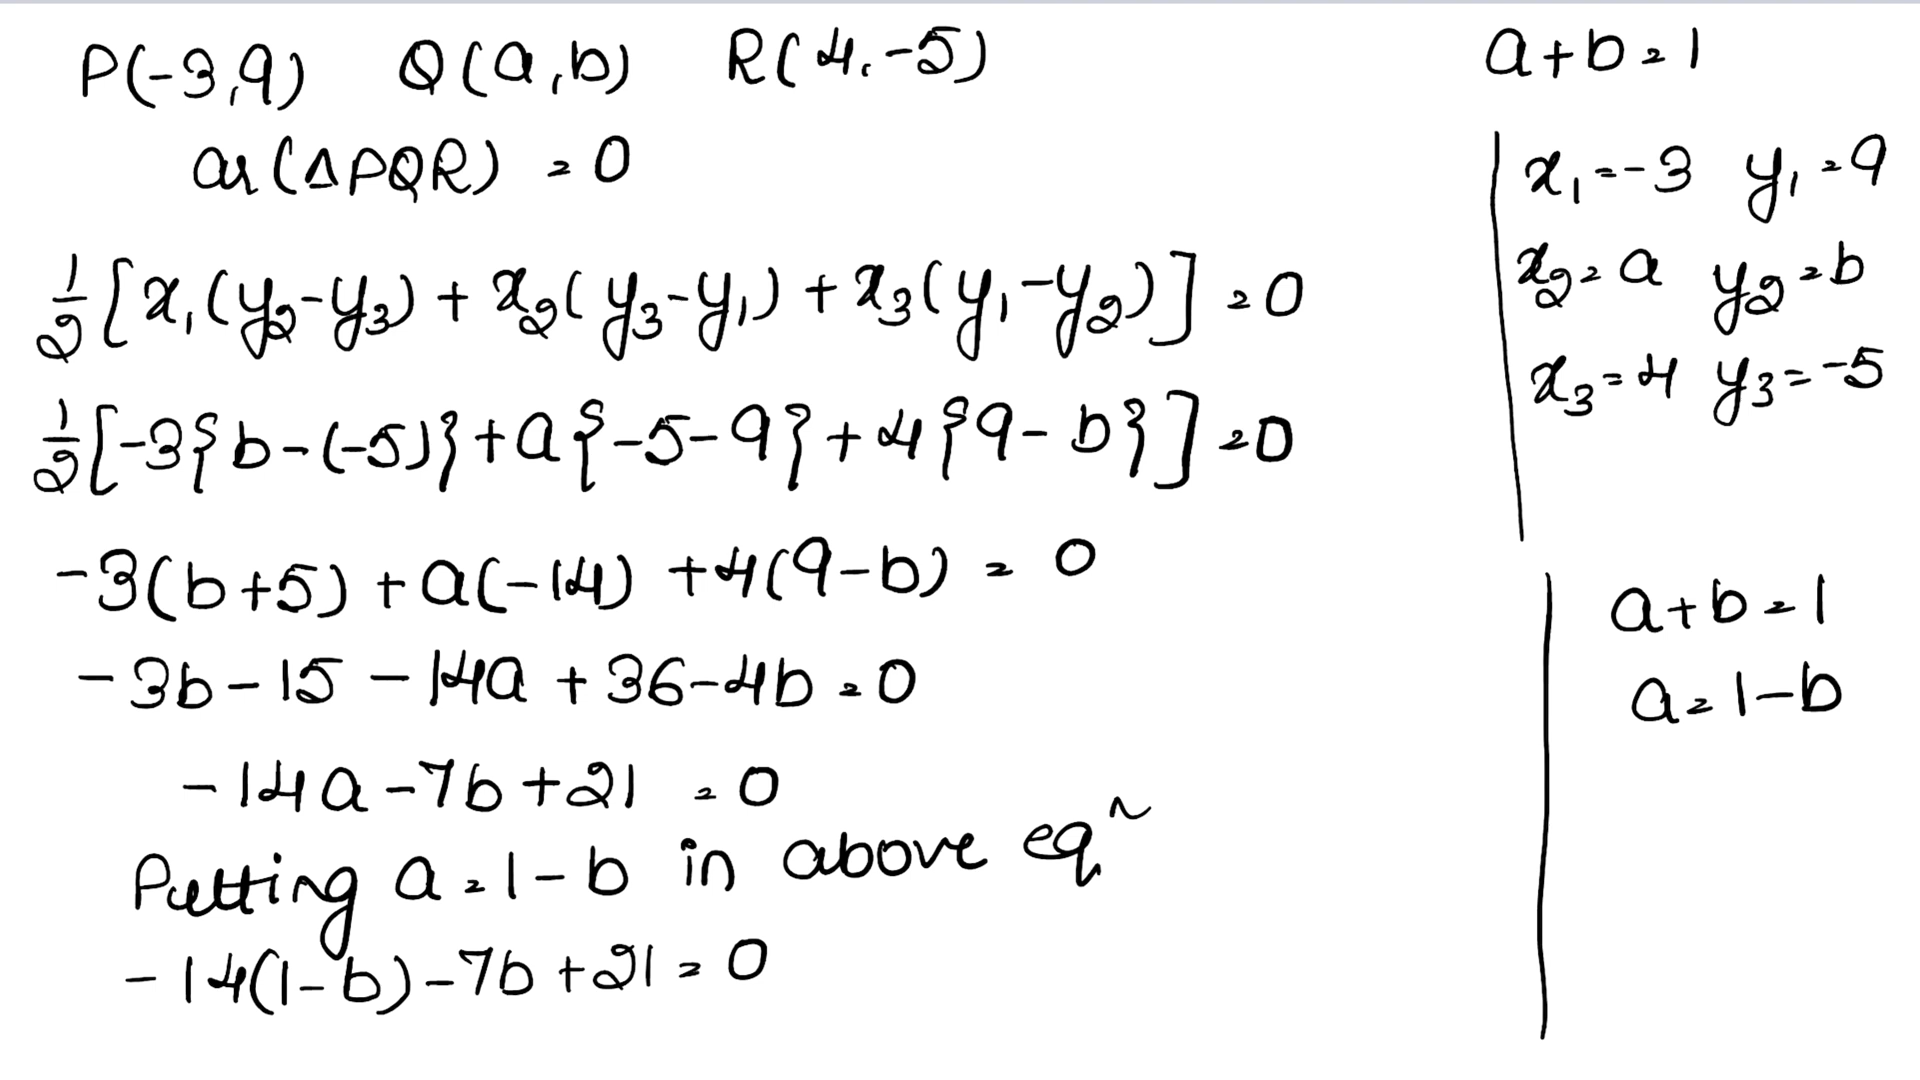 P(-3,9) Q(a,b) R(4,-5)
ar(△PQR) = 0
1/2[x₁(y₂-y₃) + x₂(y₃-y₁) + x₃(y₁-y₂)] = 0
1/2[-3{b-(-5)}+a{-5-9}+4{9-b}] = 0
-3(b+5) + a(-14) +4(9-b) = 0
-3b-15 -14a +36-4b = 0
-14a-7b+21 = 0
Putting a=1-b in above eqⁿ
-14(1-b)-7b+21=0
a+b=1
x₁=-3 y₁=9
x₂=a y₂=b
x₃=4 y₃=-5
a+b=1
a=1-b